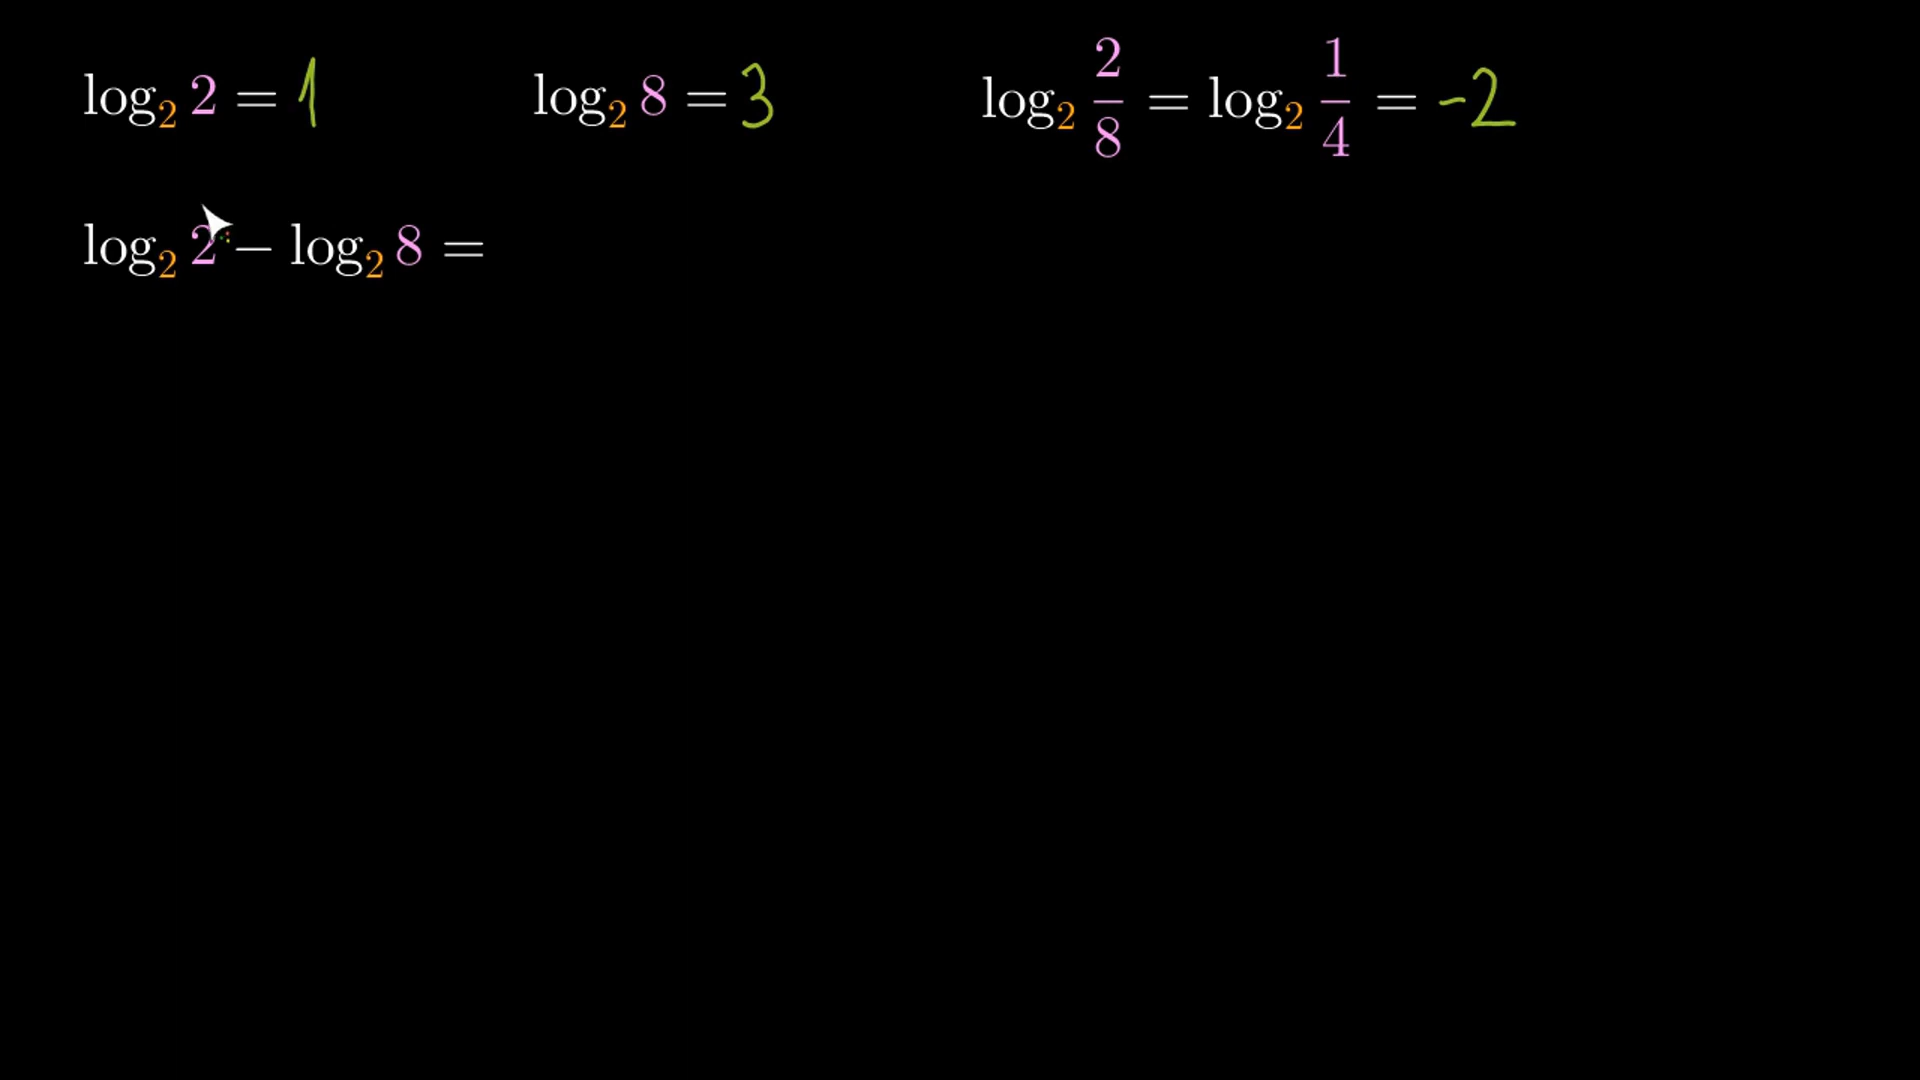 log₂ 2 = 1    log₂ 8 = 3    log₂ 2/8 = log₂ 1/4 = -2
log₂ 2 − log₂ 8 =